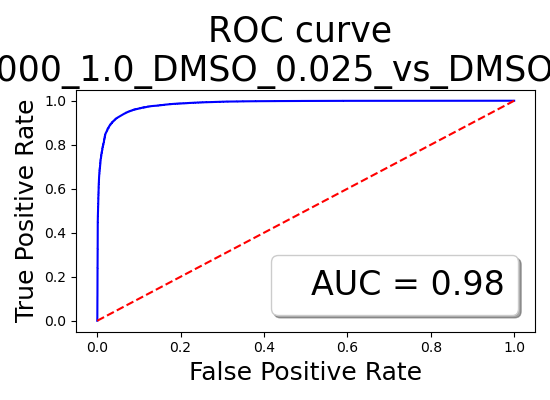 ROC curve
000_1.0_DMSO_0.025_vs_DMSO
True Positive Rate
1.0
0.8
0.6
0.4
0.2
0.0
AUC = 0.98
0.0 0.2 0.4 0.6 0.8 1.0
False Positive Rate